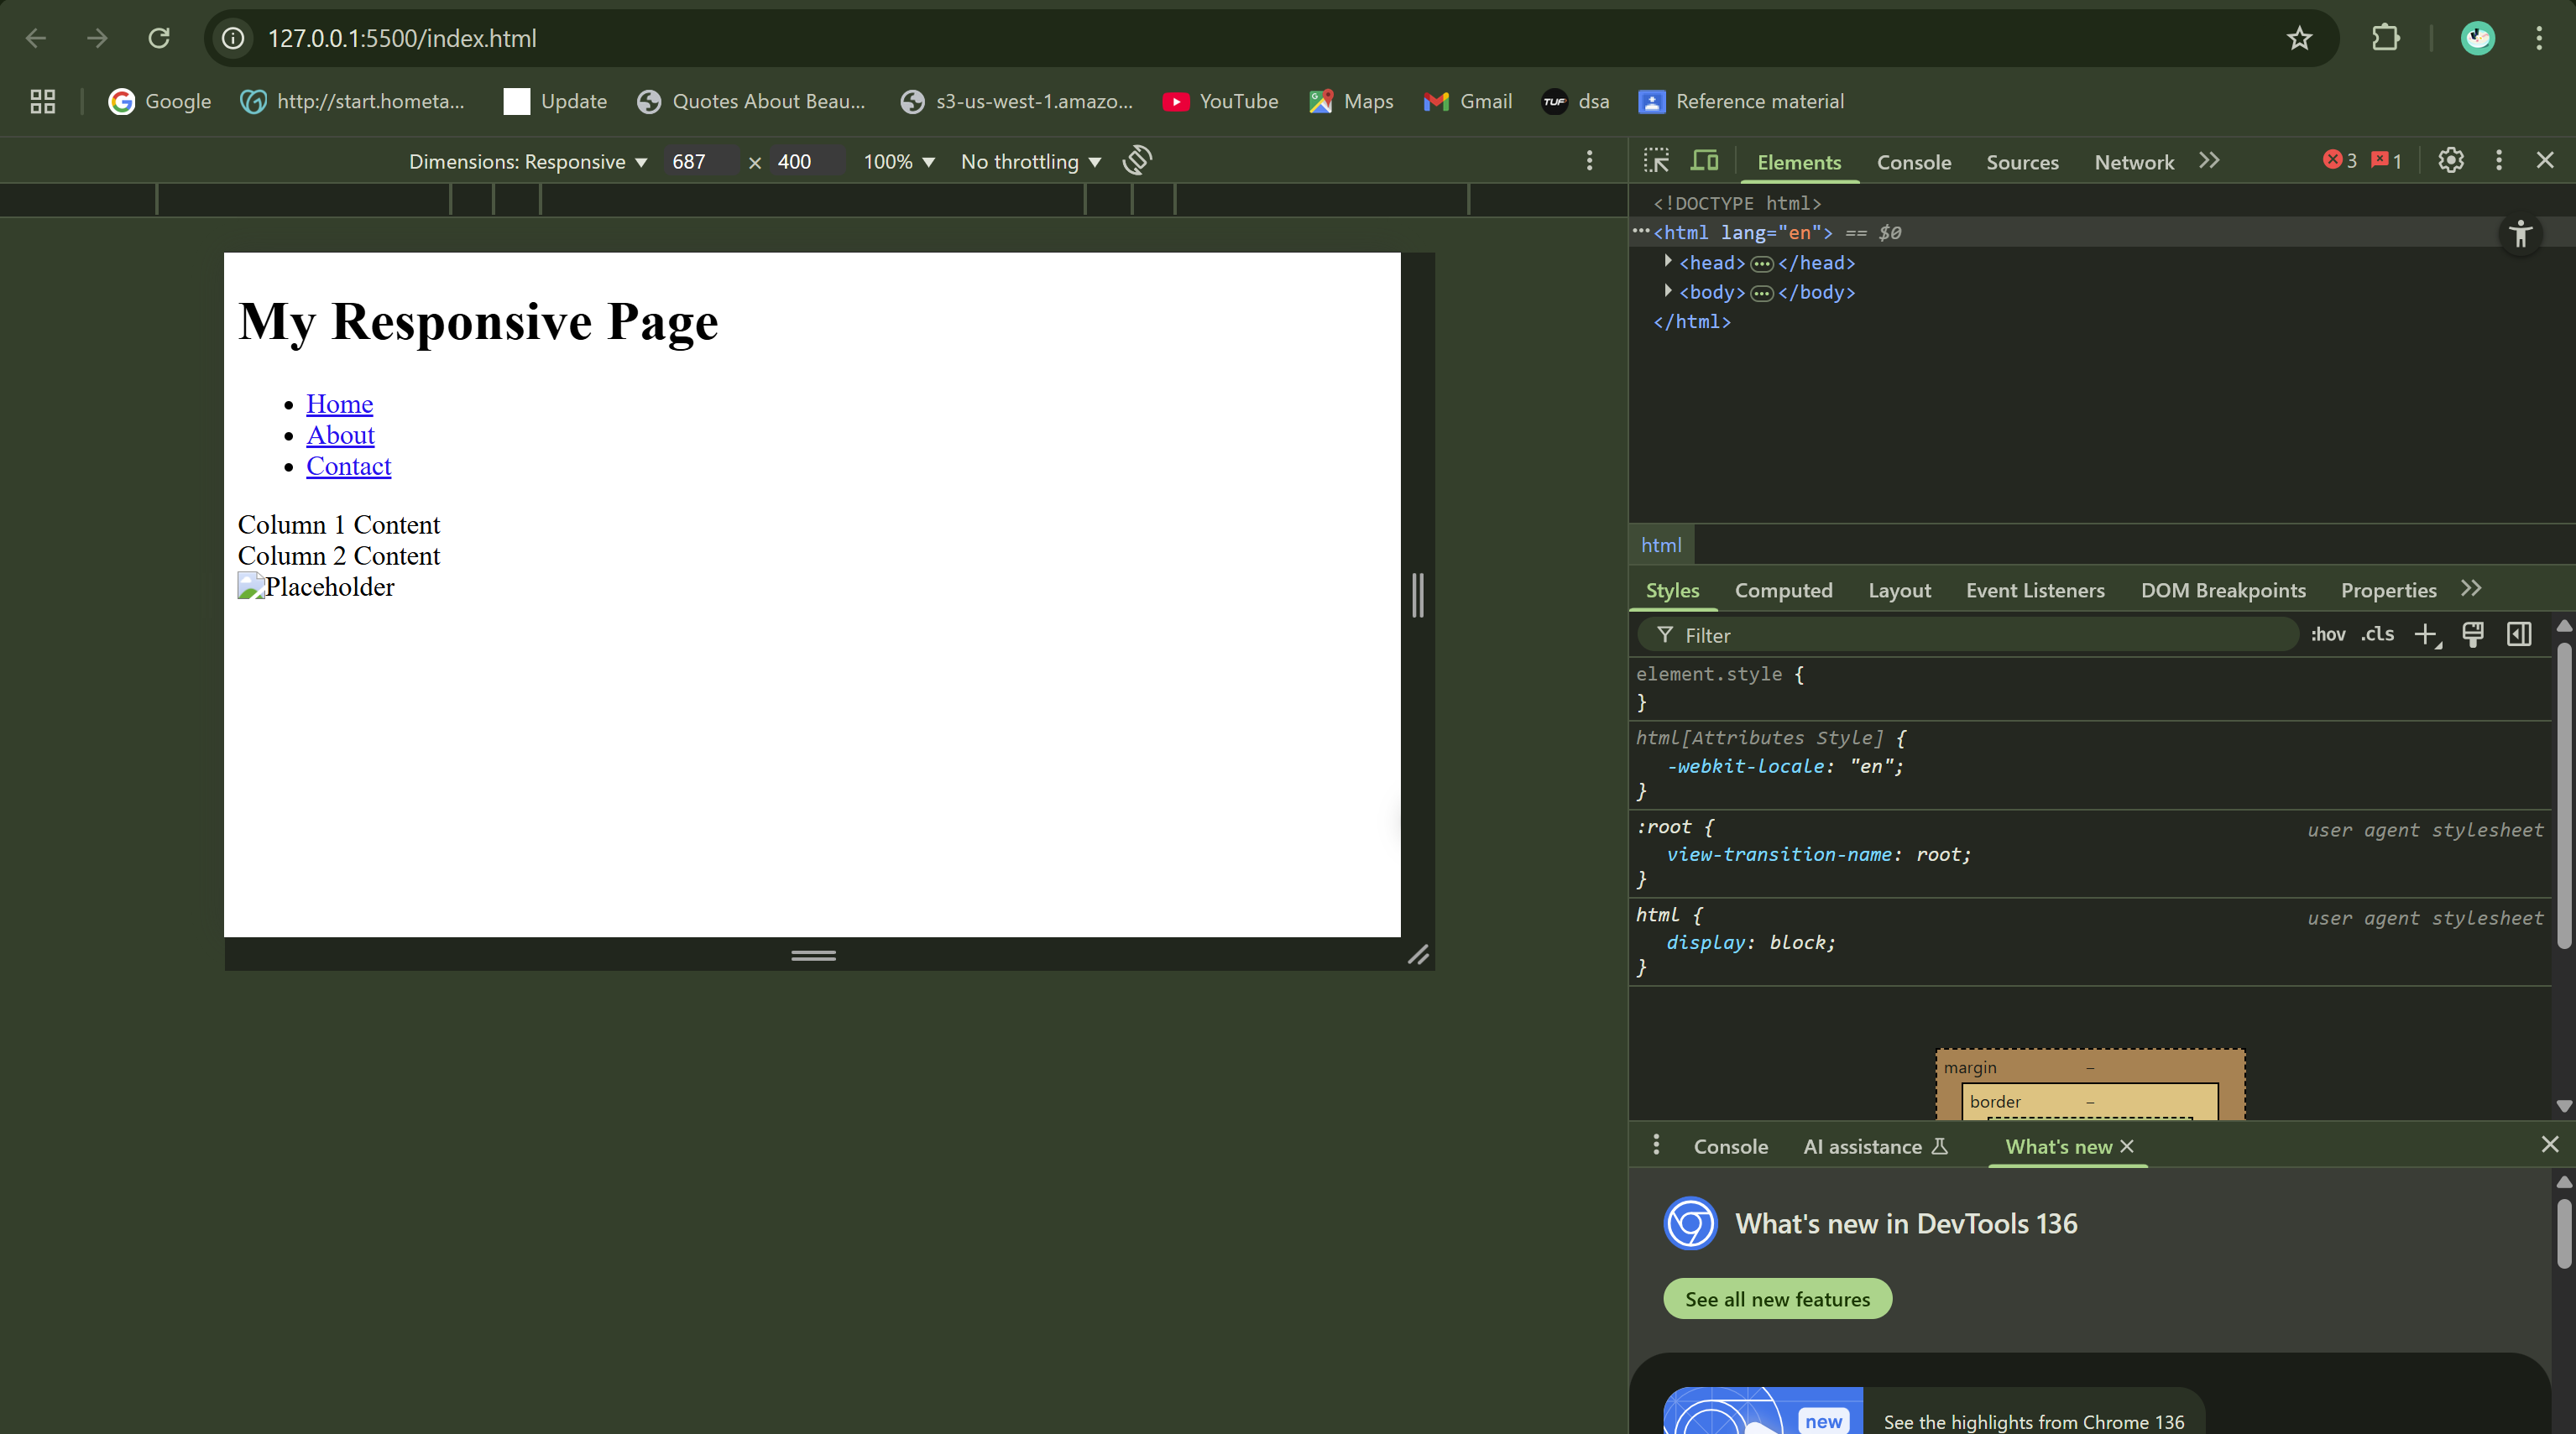 127.0.0.1:5500/index.html
Google
http://start.hometa...
Update
Quotes About Beau...
s3-us-west-1.amazo...
YouTube
Maps
Gmail
TUF
dsa
Reference material
Dimensions: Responsive
687 × 400
100%
No throttling
My Responsive Page
Home
About
Contact
Column 1 Content
Column 2 Content
Placeholder
Elements
Console
Sources
Network
3
1
<!DOCTYPE html>
<html lang="en"> == $0
<head>…</head>
<body>…</body>
</html>
html
Styles
Computed
Layout
Event Listeners
DOM Breakpoints
Properties
Filter
:hov
.cls
element.style {
}
html[Attributes Style] {
-webkit-locale: "en";
}
:root { user agent stylesheet
view-transition-name: root;
}
html { user agent stylesheet
display: block;
}
margin –
border –
Console
AI assistance
What's new
What's new in DevTools 136
See all new features
new
See the highlights from Chrome 136